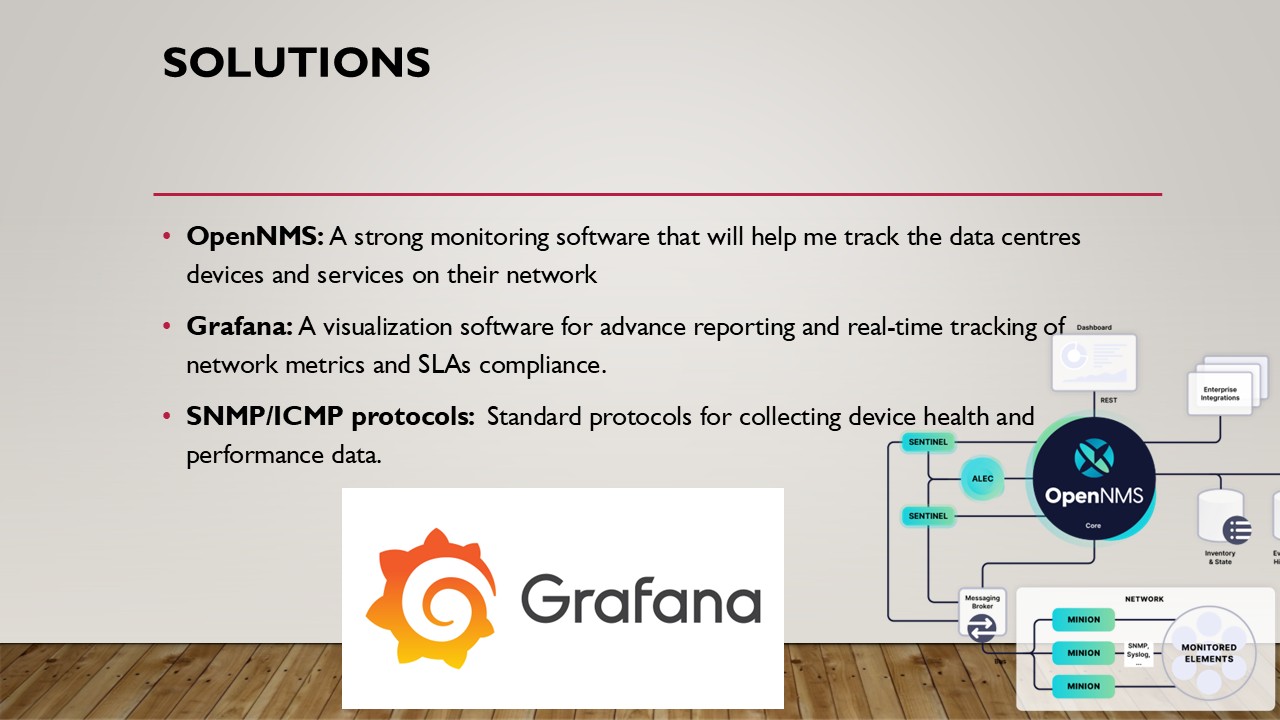 SOLUTIONS
• OpenNMS: A strong monitoring software that will help me track the data centres
devices and services on their network
• Grafana: A visualization software for advance reporting and real-time tracking of
network metrics and SLAs compliance.
• SNMP/ICMP protocols: Standard protocols for collecting device health and
performance data.
Grafana
Dashboard
REST
Enterprise
Integrations
SENTINEL
ALEC
SENTINEL
OpenNMS
Core
Inventory
& State
Messaging
Broker
Bus
NETWORK
MINION
MINION
MINION
SNMP,
Syslog,
...
MONITORED
ELEMENTS